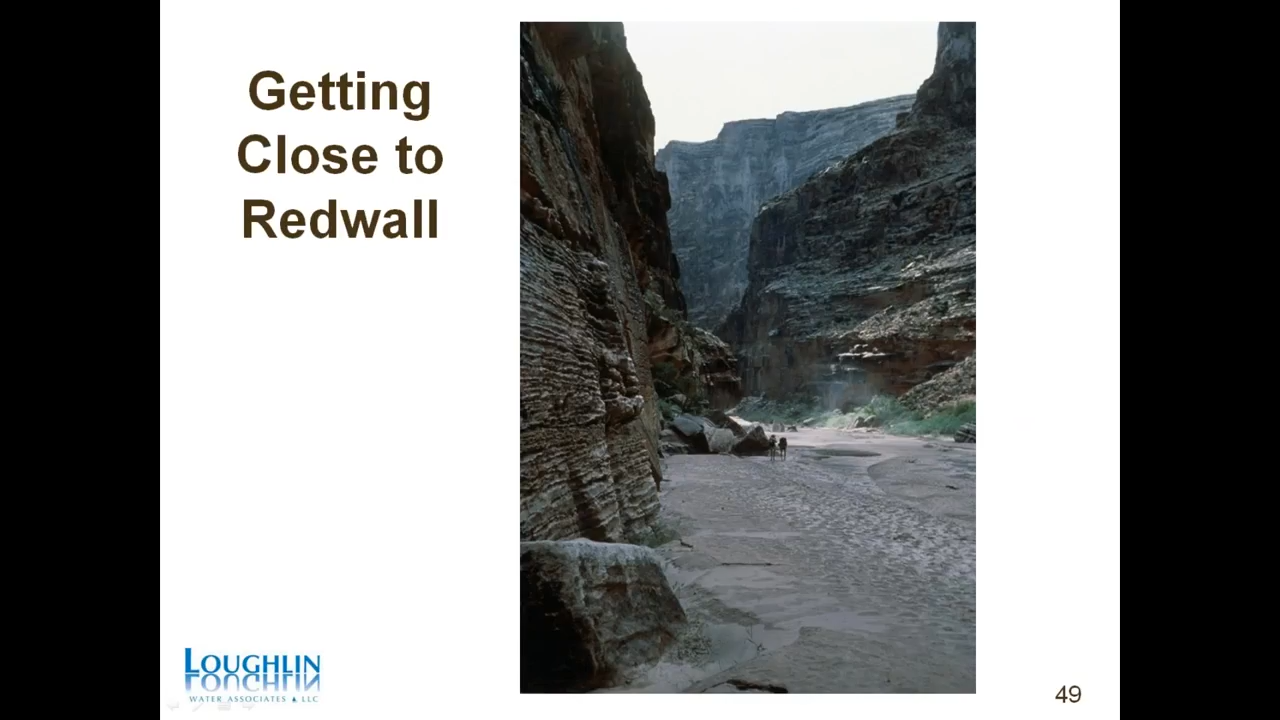 Getting
Close to
Redwall
LOUGHLIN
WATER ASSOCIATES LLC
49